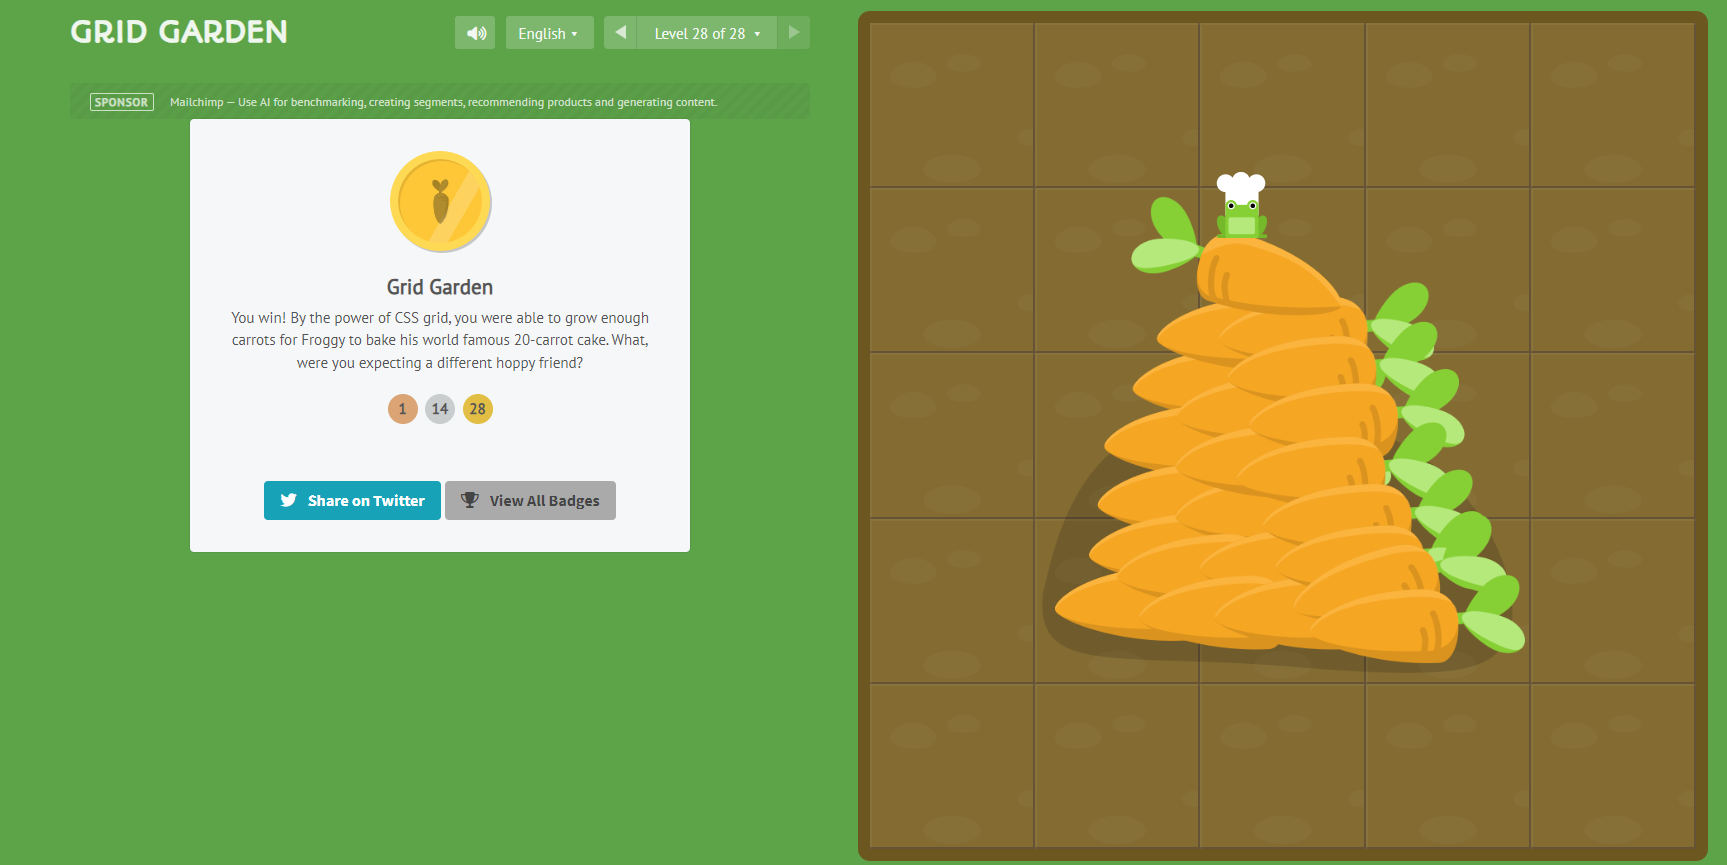 GRID GARDEN
English
Level 28 of 28
SPONSOR
Mailchimp — Use AI for benchmarking, creating segments, recommending products and generating content.
Grid Garden
You win! By the power of CSS grid, you were able to grow enough
carrots for Froggy to bake his world famous 20-carrot cake. What,
were you expecting a different hoppy friend?
1 14 28
Share on Twitter
View All Badges